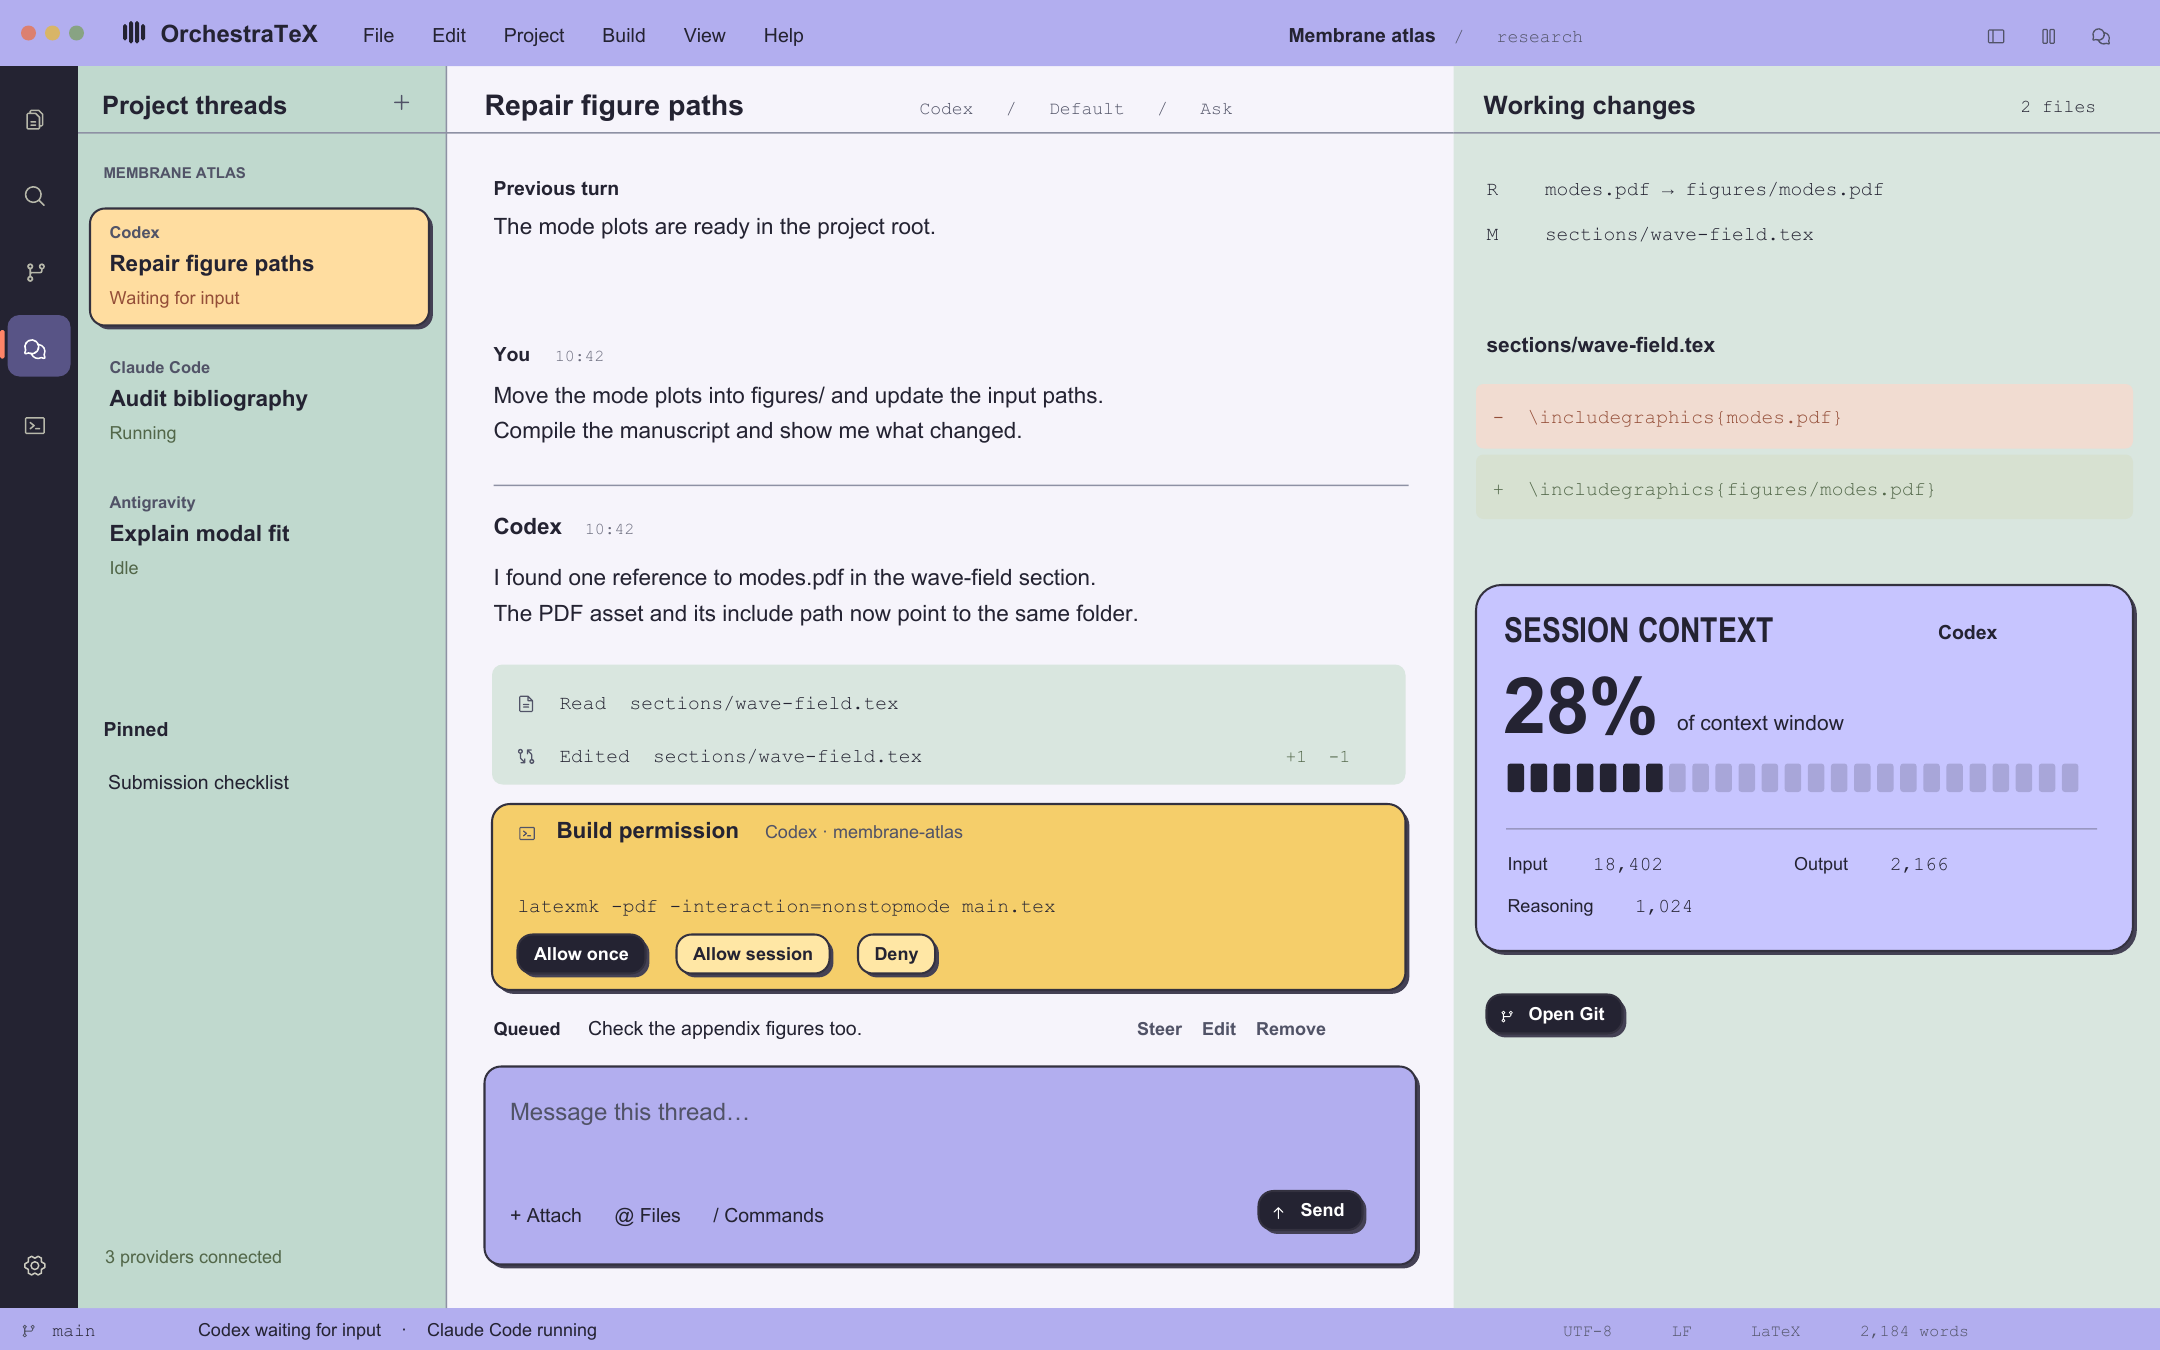 OrchestraTeX File Edit Project Build View Help Membrane atlas / research
Project threads +
MEMBRANE ATLAS
Codex
Repair figure paths
Waiting for input
Claude Code
Audit bibliography
Running
Antigravity
Explain modal fit
Idle
Pinned
Submission checklist
3 providers connected
Repair figure paths Codex / Default / Ask
Previous turn
The mode plots are ready in the project root.
You 10:42
Move the mode plots into figures/ and update the input paths.
Compile the manuscript and show me what changed.
Codex 10:42
I found one reference to modes.pdf in the wave-field section.
The PDF asset and its include path now point to the same folder.
Read sections/wave-field.tex
Edited sections/wave-field.tex +1 -1
Build permission Codex · membrane-atlas
latexmk -pdf -interaction=nonstopmode main.tex
Allow once Allow session Deny
Queued Check the appendix figures too. Steer Edit Remove
Message this thread…
+ Attach @ Files / Commands Send
Working changes 2 files
R modes.pdf → figures/modes.pdf
M sections/wave-field.tex
sections/wave-field.tex
- \includegraphics{modes.pdf}
+ \includegraphics{figures/modes.pdf}
SESSION CONTEXT Codex
28% of context window
Input 18,402 Output 2,166
Reasoning 1,024
Open Git
main Codex waiting for input · Claude Code running UTF-8 LF LaTeX 2,184 words